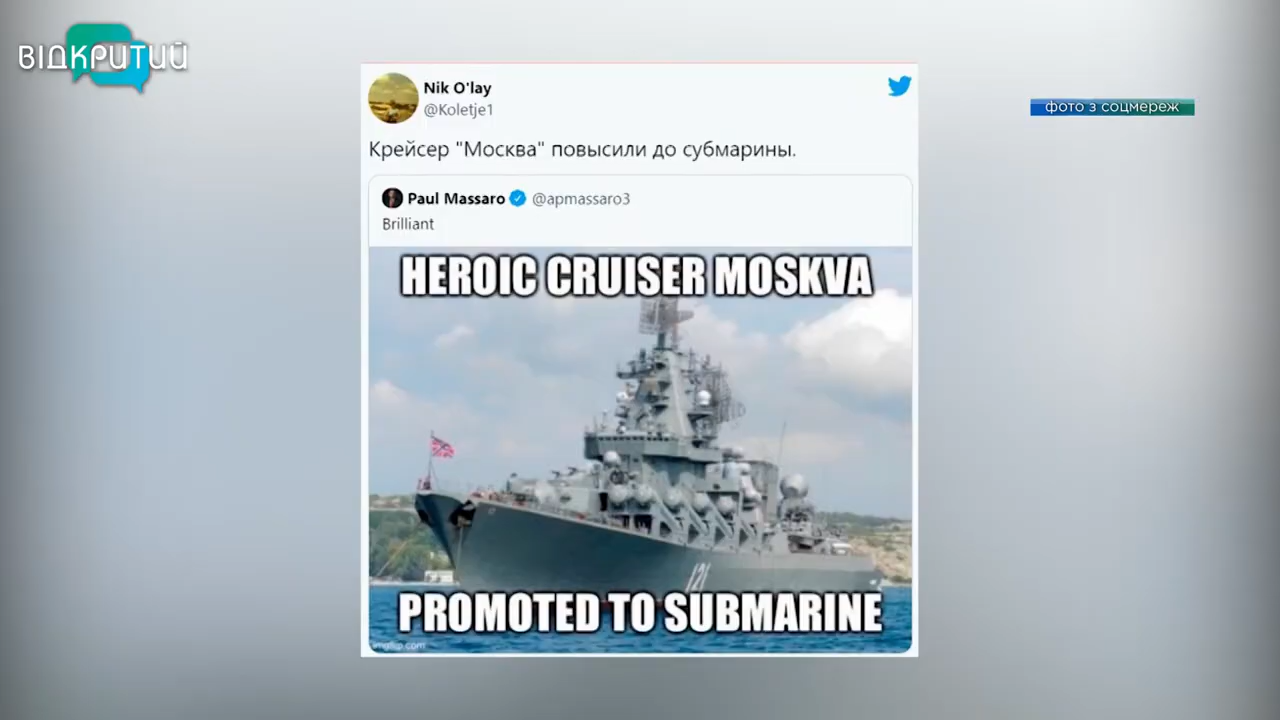 ВІДКРИТИЙ
фото з соцмереж
Nik O'lay
@Koletje1
Крейсер "Москва" повысили до субмарины.
Paul Massaro @apmassaro3
Brilliant
HEROIC CRUISER MOSKVA
121
PROMOTED TO SUBMARINE
imgflip.com